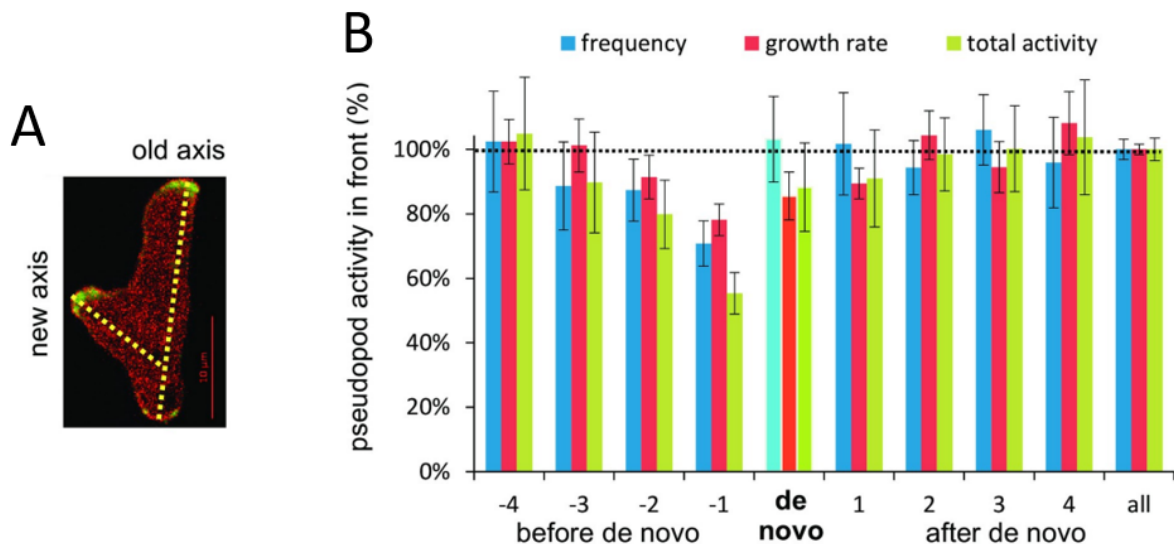 A
old axis
new axis
10 μm
B
frequency growth rate total activity
pseudopod activity in front (%)
100%
80%
60%
40%
20%
0%
-4 -3 -2 -1 de novo 1 2 3 4 all
before de novo after de novo